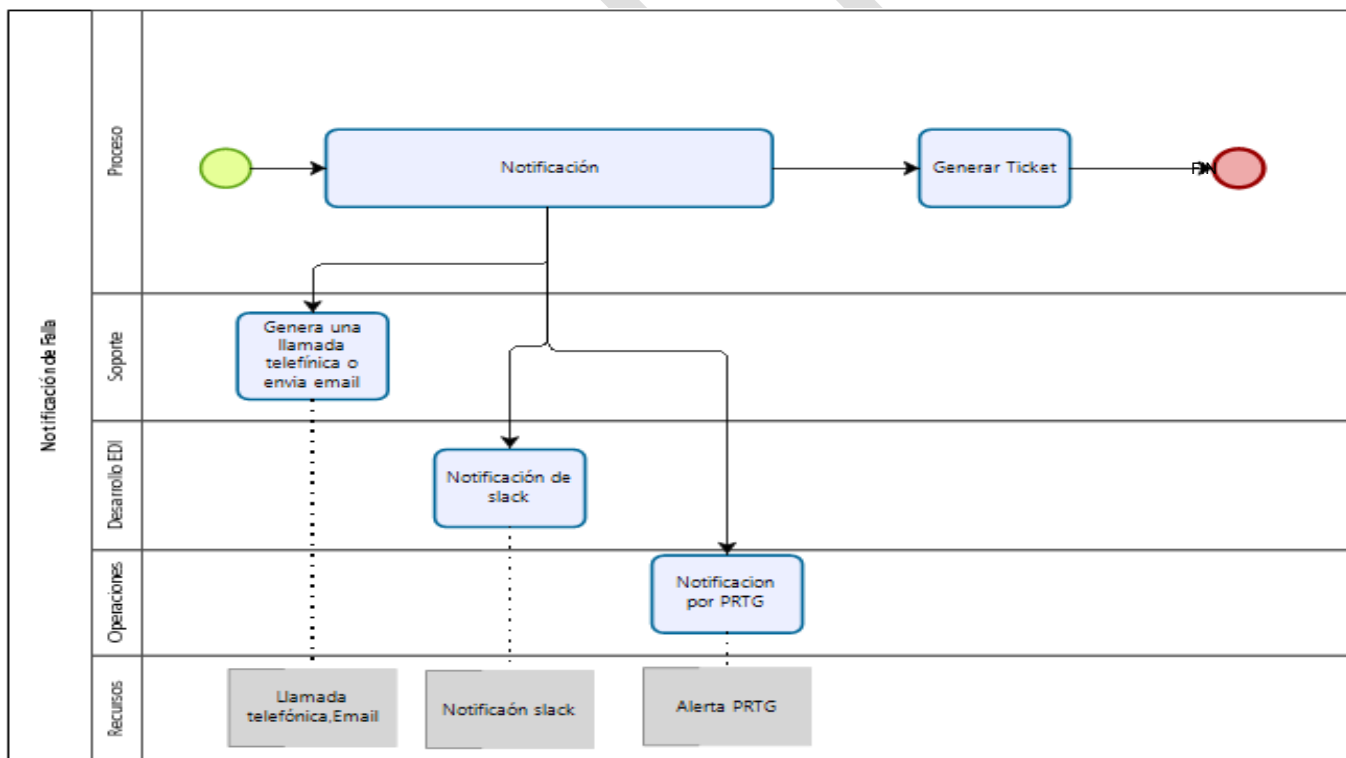 Notificación de Falla
Proceso
Notificación
Generar Ticket
Soporte
Genera una
llamada
telefínica o
envia email
Desarrollo EDI
Notificación de
slack
Operaciones
Notificacion
por PRTG
Recursos
Llamada
telefónica,Email
Notificaón slack
Alerta PRTG